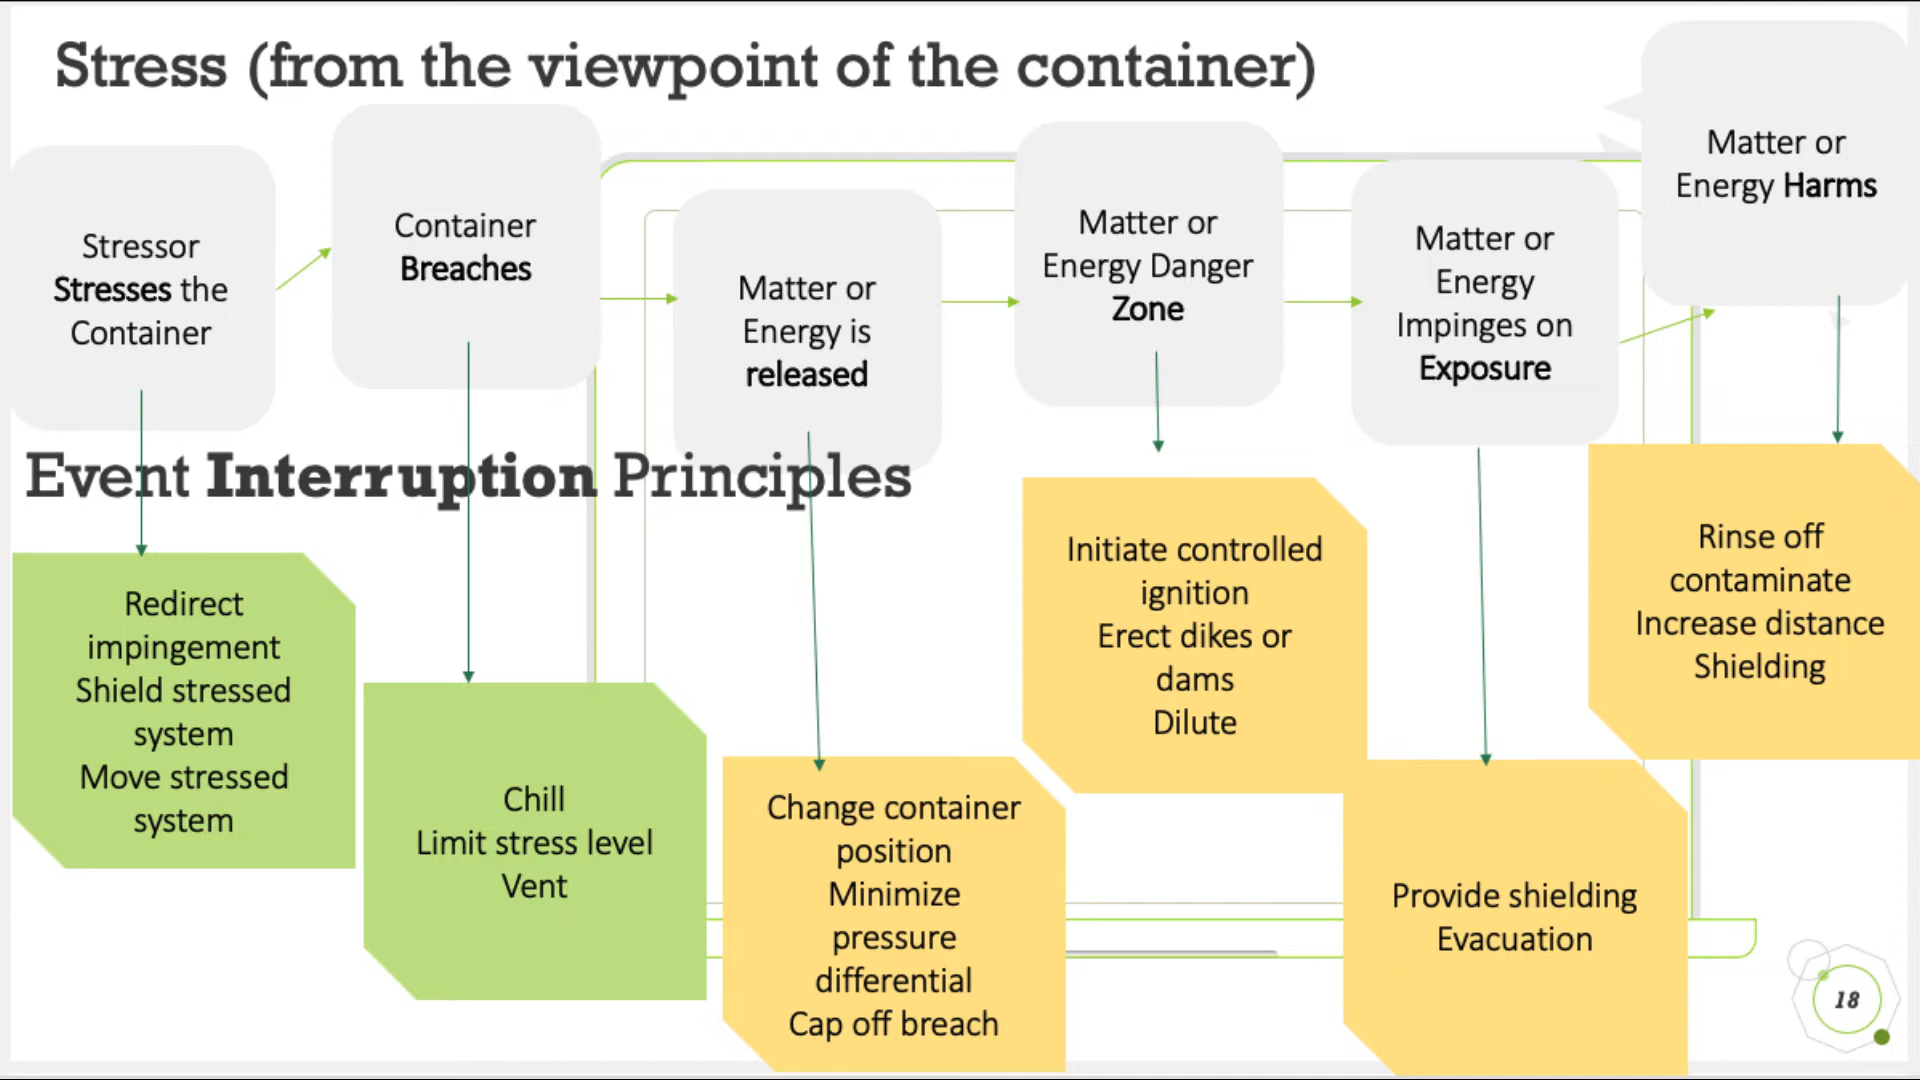 Stress (from the viewpoint of the container)
Stressor
Stresses the
Container
Container
Breaches
Matter or
Energy is
released
Matter or
Energy Danger
Zone
Matter or
Energy
Impinges on
Exposure
Matter or
Energy Harms
Event Interruption Principles
Redirect
impingement
Shield stressed
system
Move stressed
system
Chill
Limit stress level
Vent
Change container
position
Minimize
pressure
differential
Cap off breach
Initiate controlled
ignition
Erect dikes or
dams
Dilute
Provide shielding
Evacuation
Rinse off
contaminate
Increase distance
Shielding
18